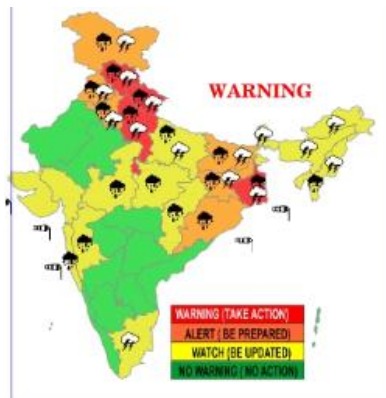 WARNING
WARNING (TAKE ACTION)
ALERT ( BE PREPARED)
WATCH (BE UPDATED)
NO WARNING ( NO ACTION)